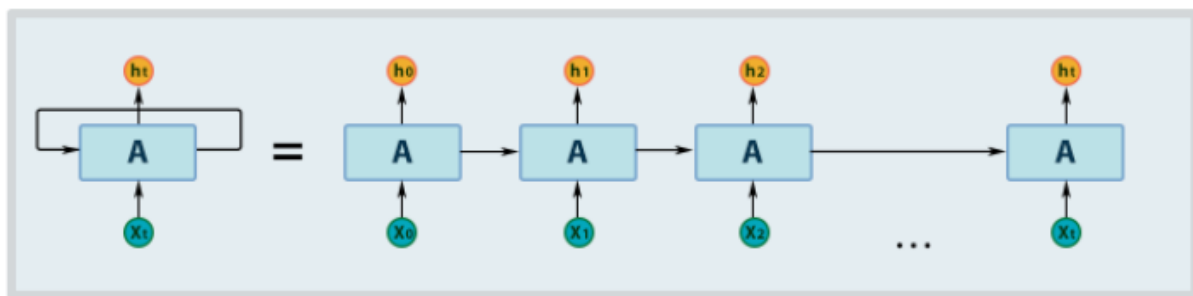 ht h0 h1 h2 ht
A = A A A A
Xt X0 X1 X2 ... Xt